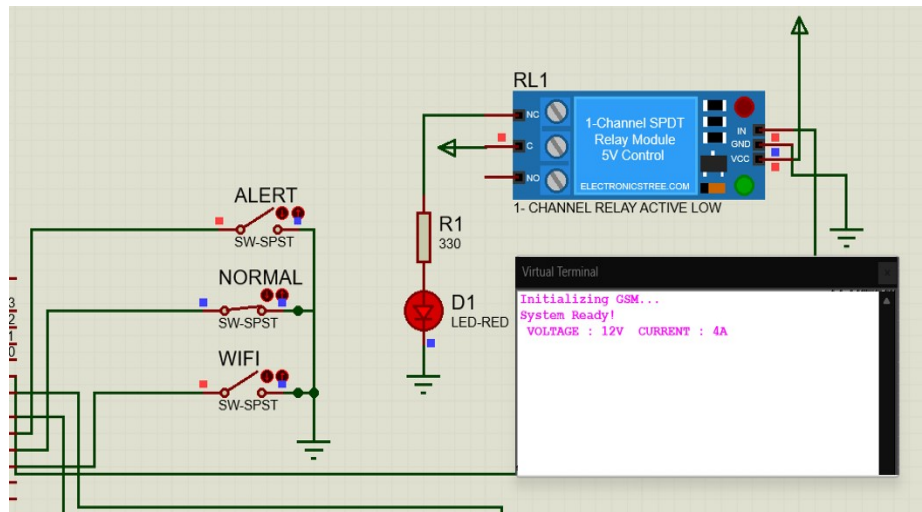 RL1
NC
C
NO
1-Channel SPDT
Relay Module
5V Control
ELECTRONICSTREE.COM
IN
GND
VCC
1- CHANNEL RELAY ACTIVE LOW
ALERT
SW-SPST
NORMAL
SW-SPST
WIFI
SW-SPST
R1
330
D1
LED-RED
Virtual Terminal
Initializing GSM...
System Ready!
VOLTAGE : 12V CURRENT : 4A
3
2
1
0